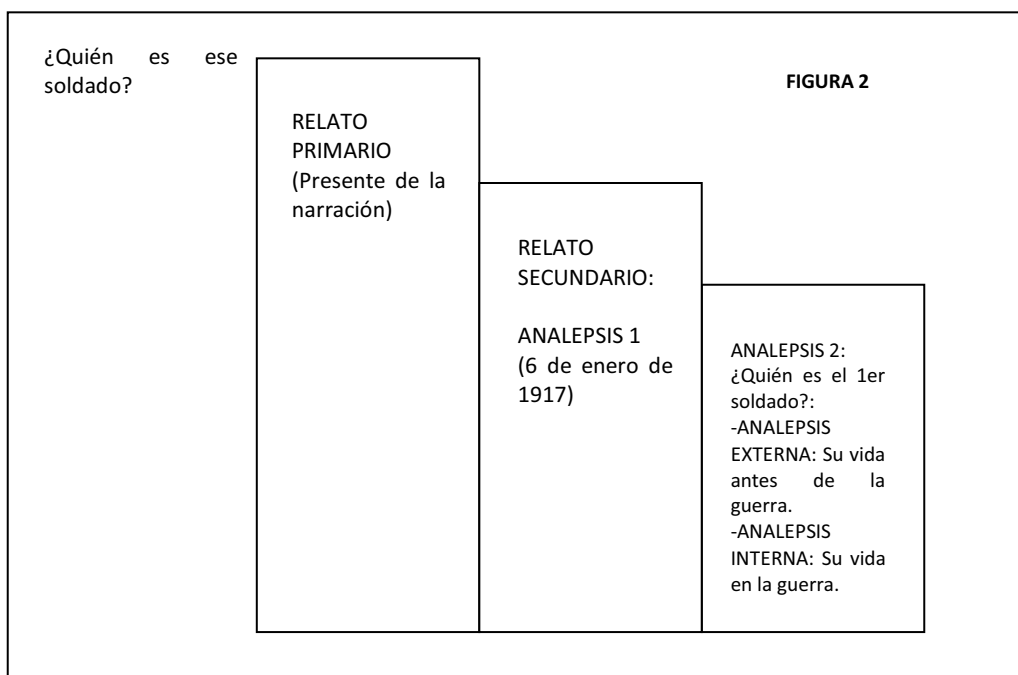 ¿Quién es ese
soldado?
FIGURA 2
RELATO
PRIMARIO
(Presente de la
narración)
RELATO
SECUNDARIO:
ANALEPSIS 1
(6 de enero de
1917)
ANALEPSIS 2:
¿Quién es el 1er
soldado?:
-ANALEPSIS
EXTERNA: Su vida
antes de la
guerra.
-ANALEPSIS
INTERNA: Su vida
en la guerra.